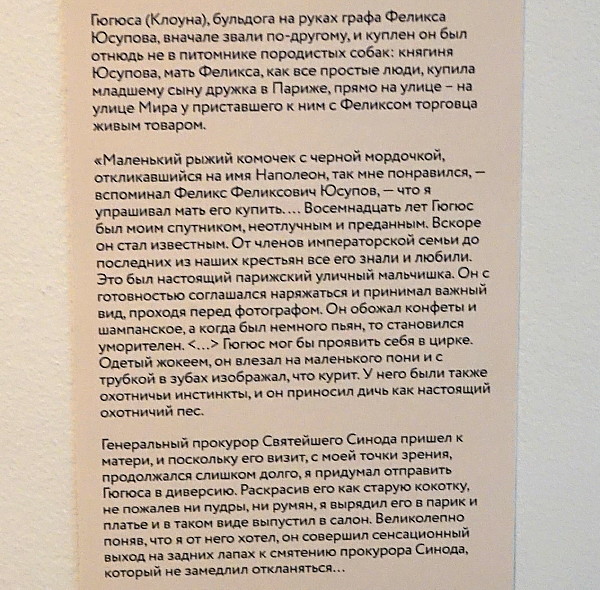 Гюгюса (Клоуна), бульдога на руках графа Феликса
Юсупова, вначале звали по-другому, и куплен он был
отнюдь не в питомнике породистых собак: княгиня
Юсупова, мать Феликса, как все простые люди, купила
младшему сыну дружка в Париже, прямо на улице – на
улице Мира у приставшего к ним с Феликсом торговца
живым товаром.
«Маленький рыжий комочек с черной мордочкой,
откликавшийся на имя Наполеон, так мне понравился, —
вспоминал Феликс Феликсович Юсупов, — что я
упрашивал мать его купить.... Восемнадцать лет Гюгюс
был моим спутником, неотлучным и преданным. Вскоре
он стал известным. От членов императорской семьи до
последних из наших крестьян все его знали и любили.
Это был настоящий парижский уличный мальчишка. Он с
готовностью соглашался наряжаться и принимал важный
вид, проходя перед фотографом. Он обожал конфеты и
шампанское, а когда был немного пьян, то становился
уморителен. <...> Гюгюс мог бы проявить себя в цирке.
Одетый жокеем, он влезал на маленького пони и с
трубкой в зубах изображал, что курит. У него были также
охотничьи инстинкты, и он приносил дичь как настоящий
охотничий пес.
Генеральный прокурор Святейшего Синода пришел к
матери, и поскольку его визит, с моей точки зрения,
продолжался слишком долго, я придумал отправить
Гюгюса в диверсию. Раскрасив его как старую кокотку,
не пожалев ни пудры, ни румян, я вырядил его в парик и
платье и в таком виде выпустил в салон. Великолепно
поняв, что я от него хотел, он совершил сенсационный
выход на задних лапах к смятению прокурора Синода,
который не замедлил откланяться...